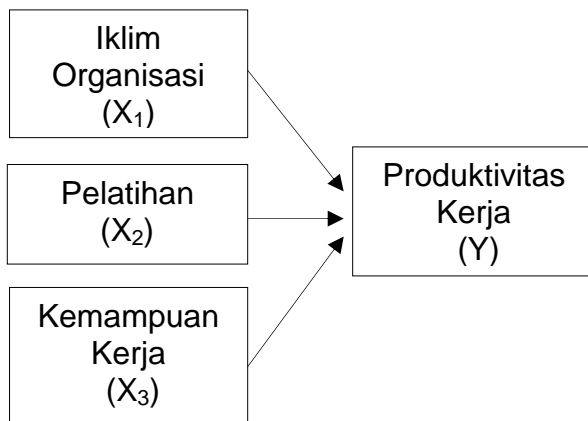 Iklim
Organisasi
(X₁)
Pelatihan
(X₂)
Kemampuan
Kerja
(X₃)
Produktivitas
Kerja
(Y)